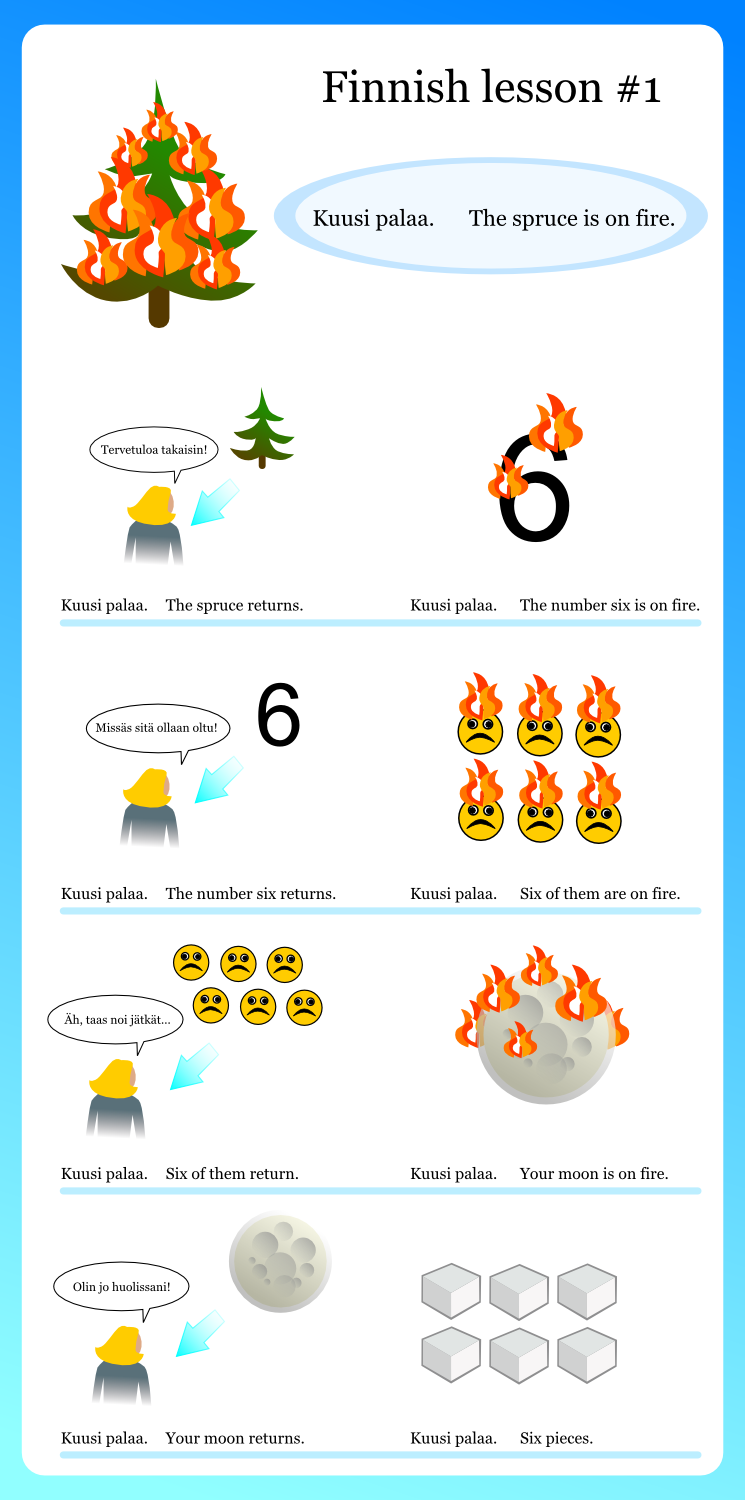 Finnish lesson #1
Kuusi palaa. The spruce is on fire.
Tervetuloa takaisin!
6
Kuusi palaa. The spruce returns.
Kuusi palaa. The number six is on fire.
Missäs sitä ollaan oltu!
6
Kuusi palaa. The number six returns.
Kuusi palaa. Six of them are on fire.
Äh, taas noi jätkät...
Kuusi palaa. Six of them return.
Kuusi palaa. Your moon is on fire.
Olin jo huolissani!
Kuusi palaa. Your moon returns.
Kuusi palaa. Six pieces.